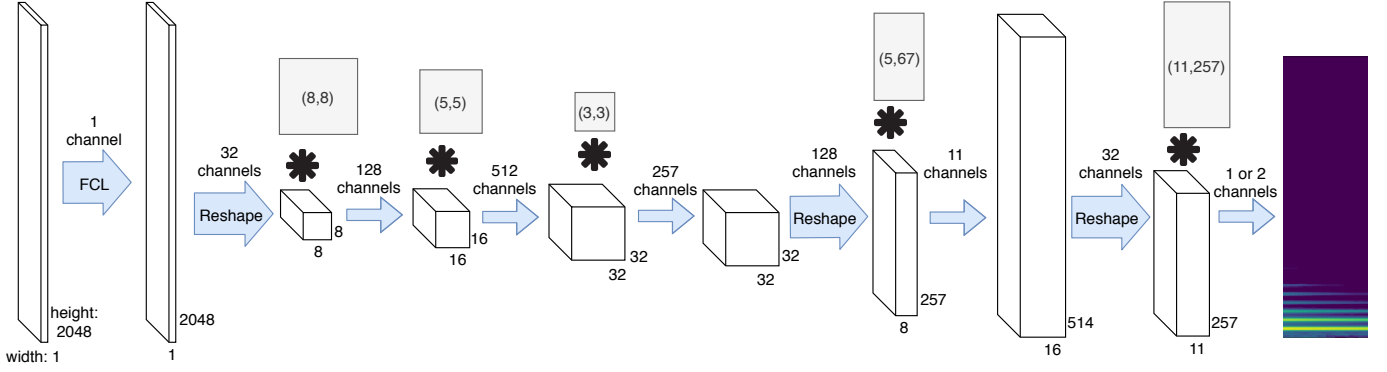 1
channel
FCL
height:
2048
width: 1
2048
1
32
channels
Reshape
(8,8)
8
8
128
channels
(5,5)
16
16
512
channels
(3,3)
32
32
257
channels
32
32
128
channels
Reshape
(5,67)
257
8
11
channels
514
16
32
channels
Reshape
(11,257)
257
11
1 or 2
channels